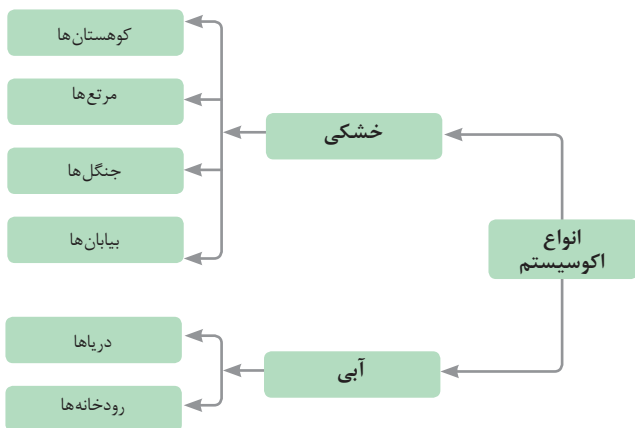 انواع
اکوسیستم
خشکی
کوهستان‌ها
مرتع‌ها
جنگل‌ها
بیابان‌ها
آبی
دریاها
رودخانه‌ها